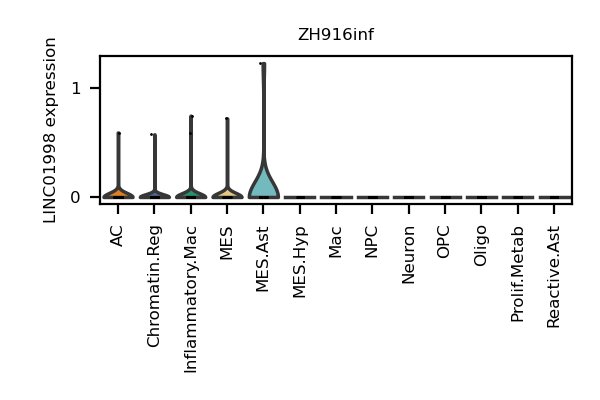 ZH916inf
LINC01998 expression
1
0
AC
Chromatin.Reg
Inflammatory.Mac
MES
MES.Ast
MES.Hyp
Mac
NPC
Neuron
OPC
Oligo
Prolif.Metab
Reactive.Ast